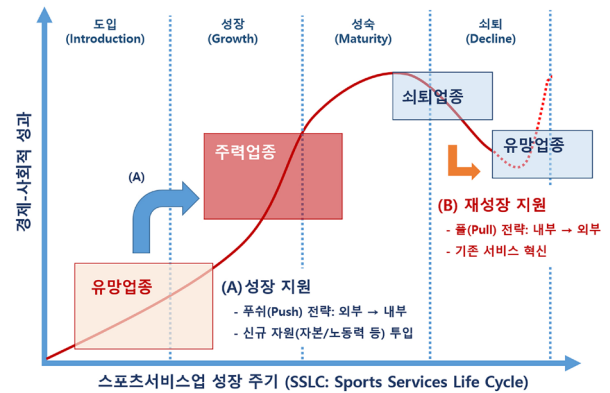 도입 성장 성숙 쇠퇴
(Introduction) (Growth) (Maturity) (Decline)
쇠퇴업종
유망업종
주력업종
(A)
(B) 재성장 지원
- 풀(Pull) 전략: 내부 → 외부
- 기존 서비스 혁신
유망업종
(A)성장 지원
- 푸쉬(Push) 전략: 외부 → 내부
- 신규 자원(자본/노동력 등) 투입
경제-사회적 성과
스포츠서비스업 성장 주기 (SSLC: Sports Services Life Cycle)